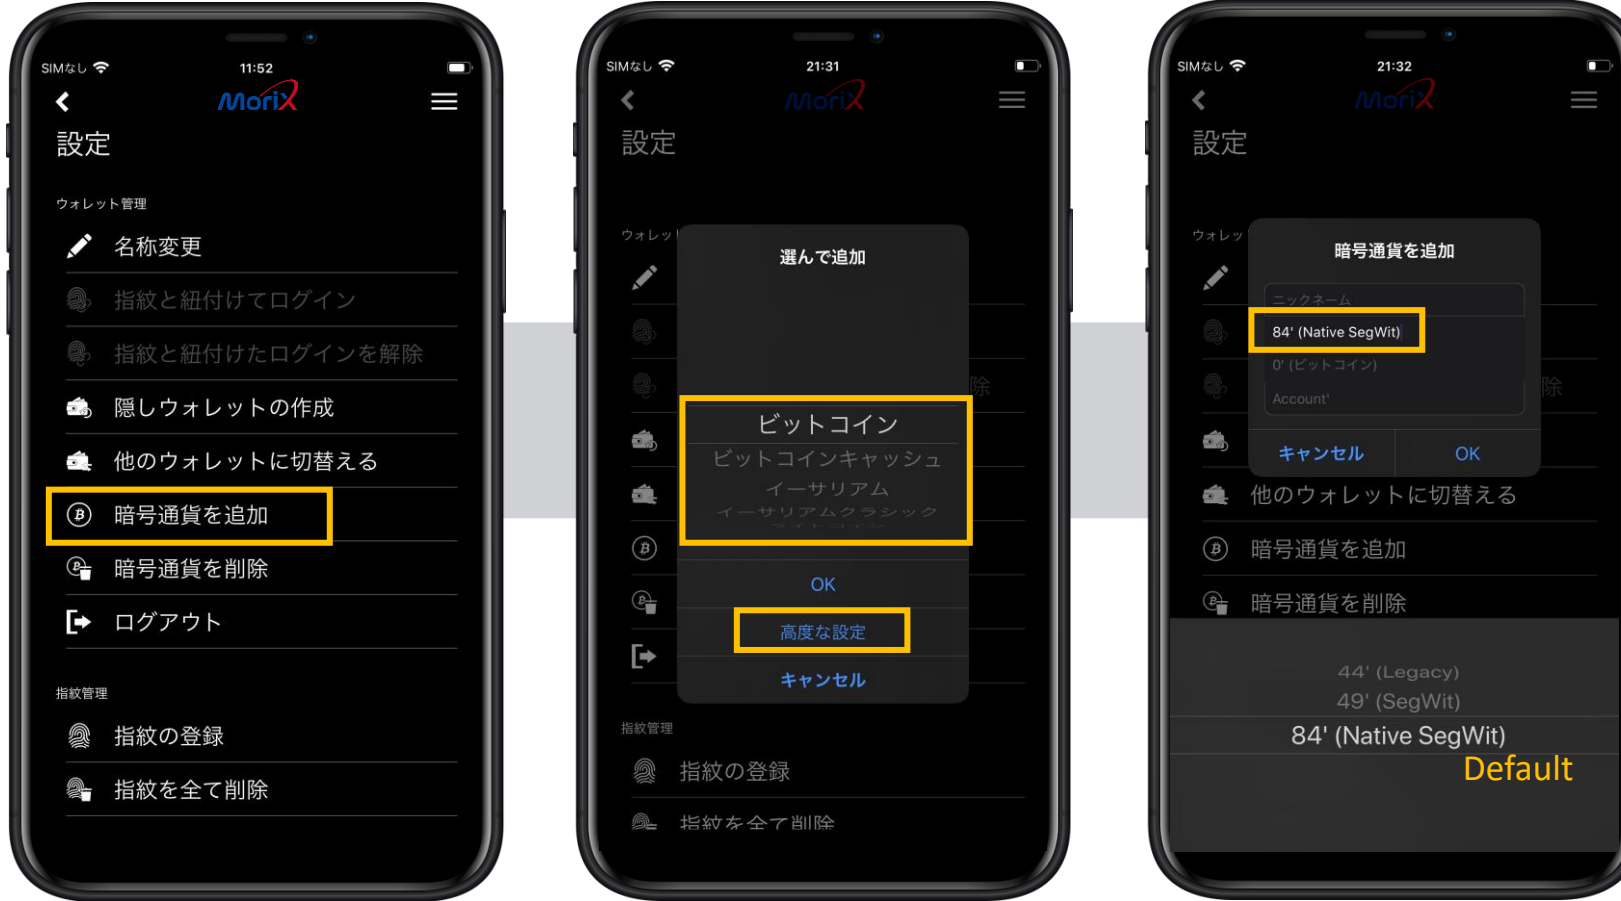 SIMなし
11:52
MoriX
設定
ウォレット管理
名称変更
指紋と紐付けてログイン
指紋と紐付けたログインを解除
隠しウォレットの作成
他のウォレットに切替える
暗号通貨を追加
暗号通貨を削除
ログアウト
指紋管理
指紋の登録
指紋を全て削除
SIMなし
21:31
MoriX
設定
ウォレッ
選んで追加
除
ビットコイン
ビットコインキャッシュ
イーサリアム
イーサリアムクラシック
OK
高度な設定
キャンセル
指紋管理
指紋の登録
指紋を全て削除
SIMなし
21:32
MoriX
設定
ウォレッ
暗号通貨を追加
ニックネーム
84' (Native SegWit)
0' (ビットコイン)
除
Account'
キャンセル
OK
他のウォレットに切替える
暗号通貨を追加
暗号通貨を削除
44' (Legacy)
49' (SegWit)
84' (Native SegWit)
Default